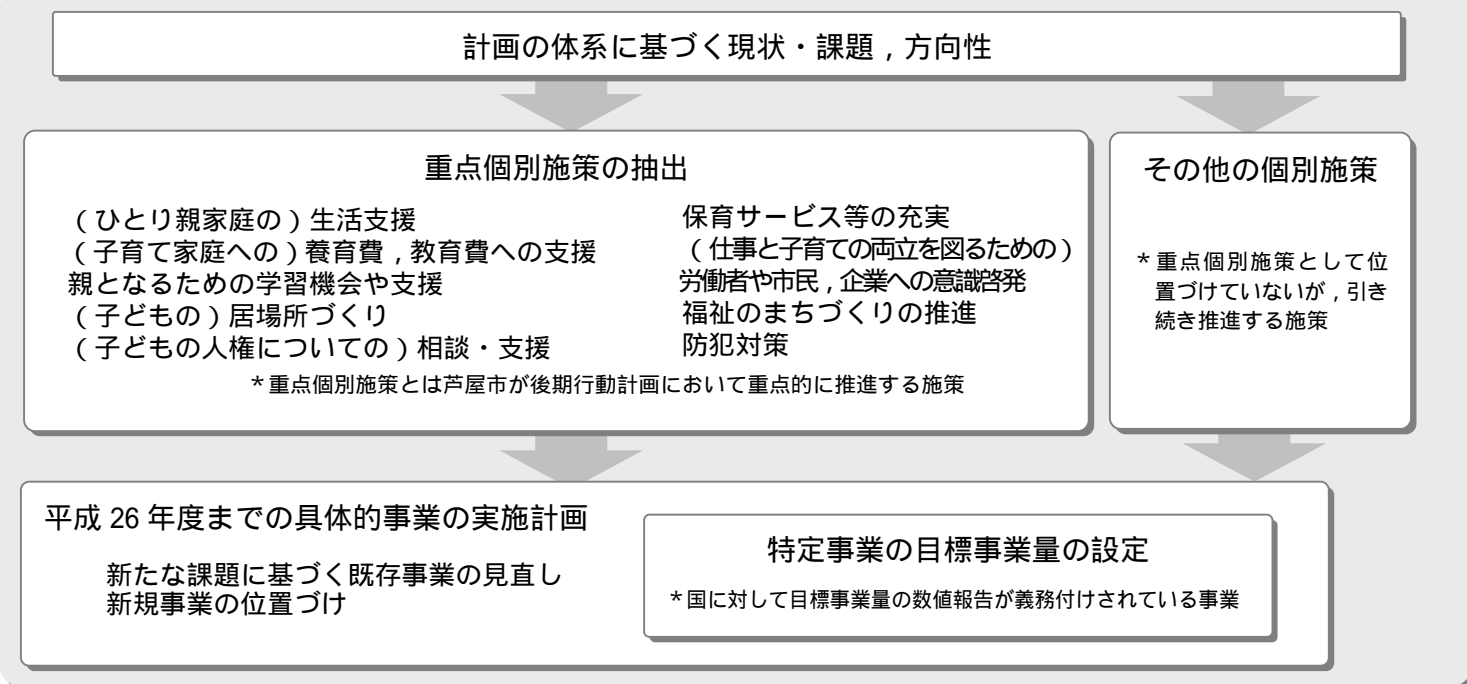 計画の体系に基づく現状・課題，方向性
重点個別施策の抽出
（ひとり親家庭の）生活支援
（子育て家庭への）養育費，教育費への支援
親となるための学習機会や支援
（子どもの）居場所づくり
（子どもの人権についての）相談・支援
保育サービス等の充実
（仕事と子育ての両立を図るための）
労働者や市民，企業への意識啓発
福祉のまちづくりの推進
防犯対策
*重点個別施策とは芦屋市が後期行動計画において重点的に推進する施策
その他の個別施策
*重点個別施策として位
置づけていないが，引き
続き推進する施策
平成 26 年度までの具体的事業の実施計画
新たな課題に基づく既存事業の見直し
新規事業の位置づけ
特定事業の目標事業量の設定
*国に対して目標事業量の数値報告が義務付けされている事業